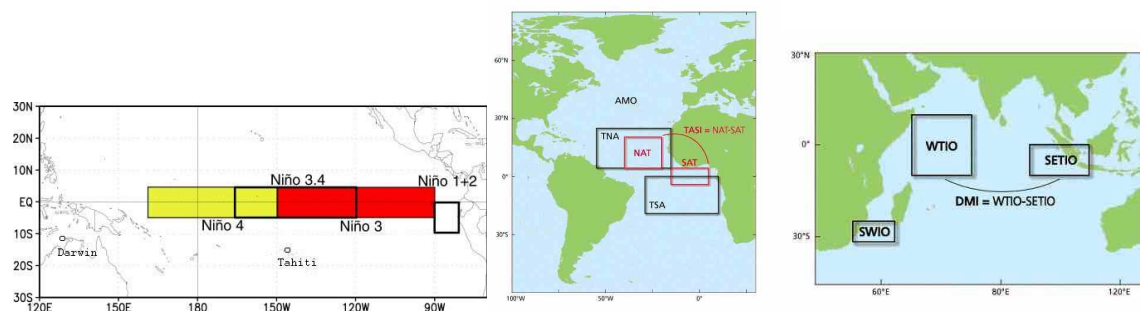 30N
20N
10N
EQ
10S
20S
30S
120E
150E
180
150W
120W
90W
Niño 3.4
Niño 1+2
Niño 4
Niño 3
Darwin
Tahiti
60°N
30°N
0°
30°S
100°W
50°W
0°
AMO
TNA
TASI = NAT-SAT
NAT
SAT
TSA
30°N
0°
30°S
60°E
80°E
120°E
WTIO
SETIO
DMI = WTIO-SETIO
SWIO